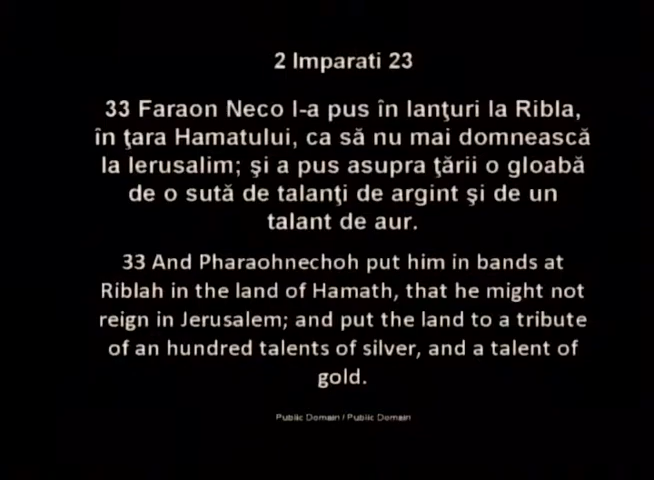 2 Imparati 23
33 Faraon Neco l-a pus în lanţuri la Ribla,
în ţara Hamatului, ca să nu mai domnească
la Ierusalim; şi a pus asupra ţării o gloabă
de o sută de talanţi de argint şi de un
talant de aur.
33 And Pharaohnechoh put him in bands at
Riblah in the land of Hamath, that he might not
reign in Jerusalem; and put the land to a tribute
of an hundred talents of silver, and a talent of
gold.
Public Domain / Public Domain